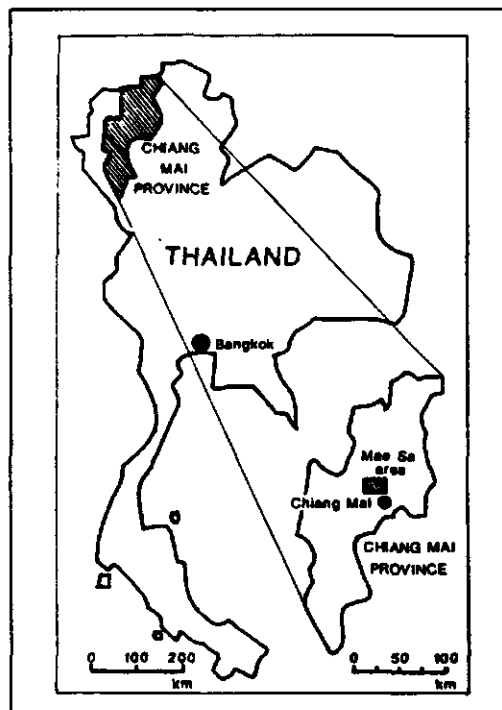 CHIANG
MAI
PROVINCE
THAILAND
Bangkok
Mae Sa
area
Chiang Mai
CHIANG MAI
PROVINCE
0 100 200
km
0 50 100
km